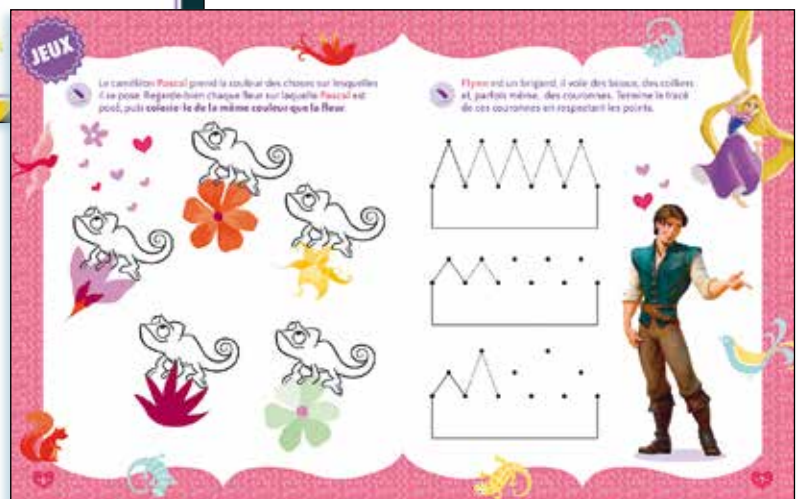 JEUX
Le caméléon Pascal prend la couleur des choses sur lesquelles
il se pose. Regarde bien chaque fleur sur laquelle Pascal est
posé, puis colorie-le de la même couleur que la fleur.
Flynn est un brigand, il vole des bijoux, des colliers
et, parfois même, des couronnes. Termine le tracé
de ces couronnes en respectant les points.